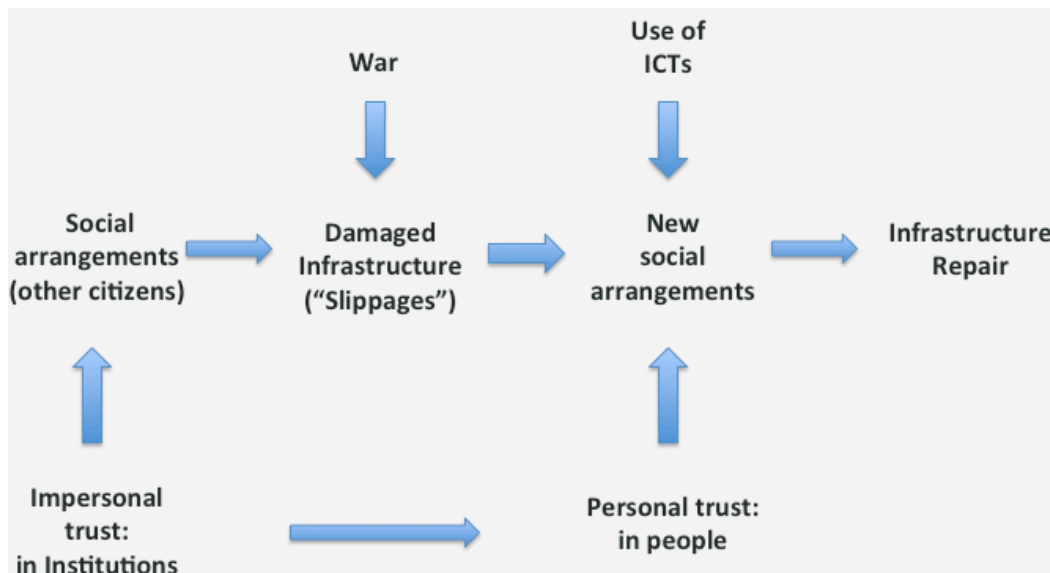 War
Use of
ICTs
Social
arrangements
(other citizens)
Damaged
Infrastructure
(“Slippages”)
New
social
arrangements
Infrastructure
Repair
Impersonal
trust:
in Institutions
Personal trust:
in people